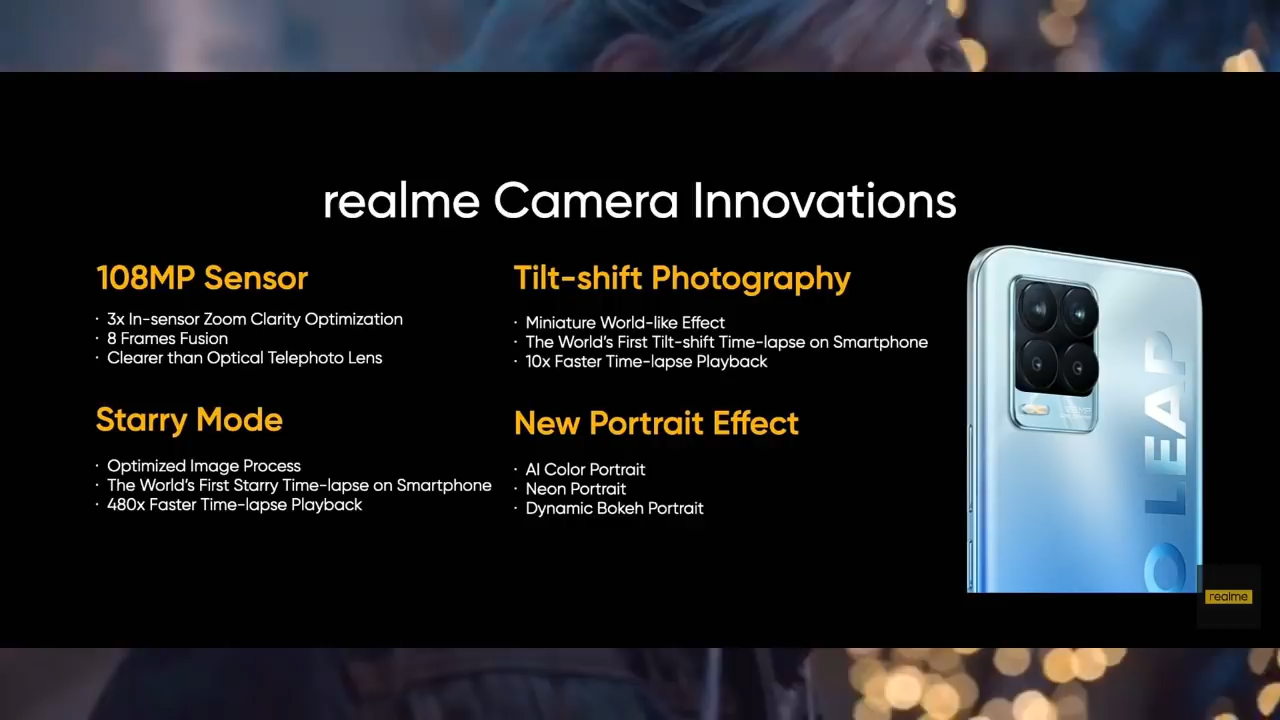 realme Camera Innovations
108MP Sensor
· 3x In-sensor Zoom Clarity Optimization
· 8 Frames Fusion
· Clearer than Optical Telephoto Lens
Tilt-shift Photography
· Miniature World-like Effect
· The World's First Tilt-shift Time-lapse on Smartphone
· 10x Faster Time-lapse Playback
Starry Mode
· Optimized Image Process
· The World's First Starry Time-lapse on Smartphone
· 480x Faster Time-lapse Playback
New Portrait Effect
· AI Color Portrait
· Neon Portrait
· Dynamic Bokeh Portrait
O LEAP
realme